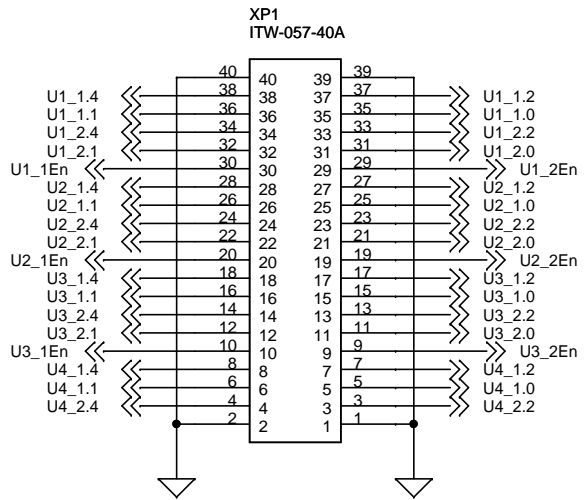 XP1
ITW-057-40A
40 40 39 39
U1_1.4 38 38 37 37 U1_1.2
U1_1.1 36 36 35 35 U1_1.0
U1_2.4 34 34 33 33 U1_2.2
U1_2.1 32 32 31 31 U1_2.0
U1_1En 30 30 29 29 U1_2En
U2_1.4 28 28 27 27 U2_1.2
U2_1.1 26 26 25 25 U2_1.0
U2_2.4 24 24 23 23 U2_2.2
U2_2.1 22 22 21 21 U2_2.0
U2_1En 20 20 19 19 U2_2En
U3_1.4 18 18 17 17 U3_1.2
U3_1.1 16 16 15 15 U3_1.0
U3_2.4 14 14 13 13 U3_2.2
U3_2.1 12 12 11 11 U3_2.0
U3_1En 10 10 9 9 U3_2En
U4_1.4 8 8 7 7 U4_1.2
U4_1.1 6 6 5 5 U4_1.0
U4_2.4 4 4 3 3 U4_2.2
2 2 1 1